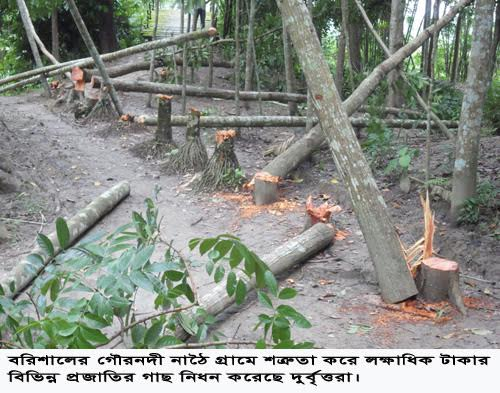 বরিশালের গৌরনদী নাঠৈ গ্রামে শত্রুতা করে লক্ষাধিক টাকার
বিভিন্ন প্রজাতির গাছ নিধন করেছে দুর্বৃত্তরা।